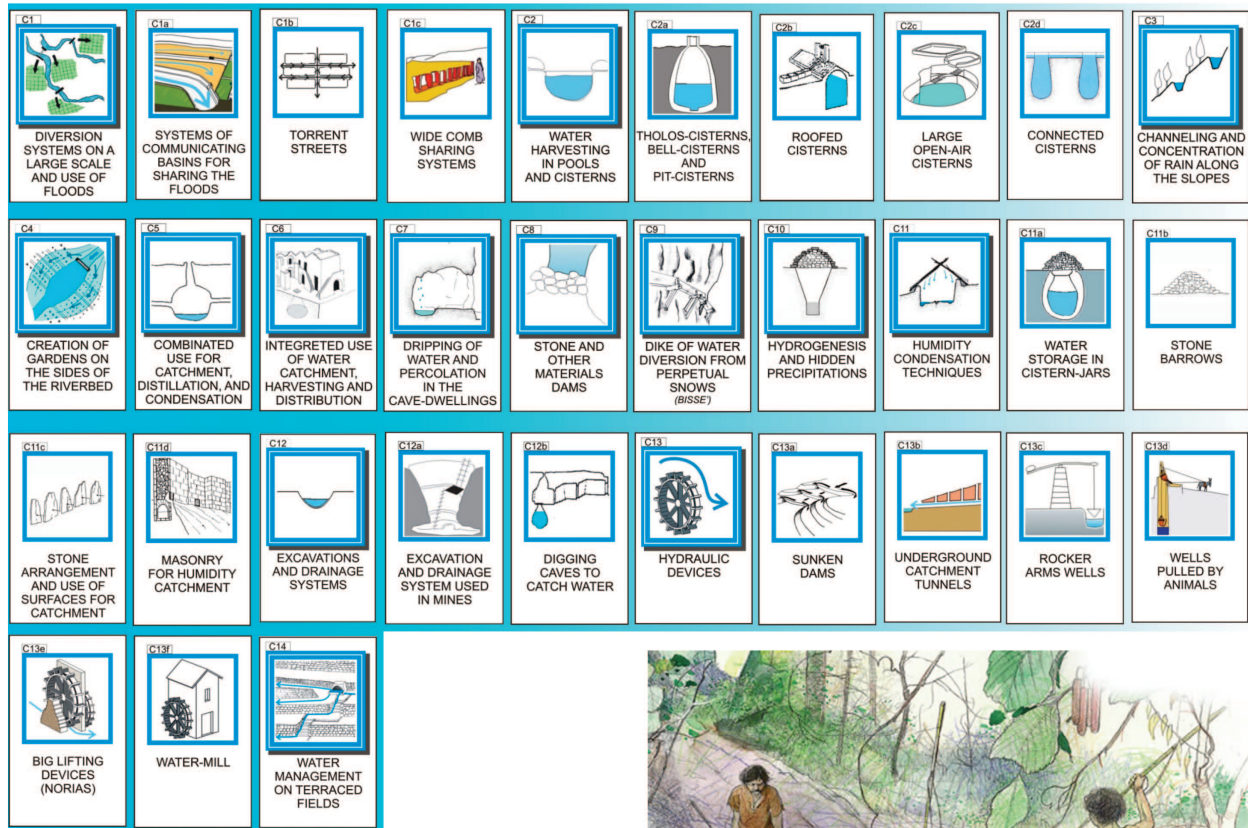 C1
DIVERSION
SYSTEMS ON A
LARGE SCALE
AND USE OF
FLOODS
C1a
SYSTEMS OF
COMMUNICATING
BASINS FOR
SHARING THE
FLOODS
C1b
TORRENT
STREETS
C1c
WIDE COMB
SHARING
SYSTEMS
C2
WATER
HARVESTING
IN POOLS
AND CISTERNS
C2a
THOLOS-CISTERNS,
BELL-CISTERNS
AND
PIT-CISTERNS
C2b
ROOFED
CISTERNS
C2c
LARGE
OPEN-AIR
CISTERNS
C2d
CONNECTED
CISTERNS
C3
CHANNELING AND
CONCENTRATION
OF RAIN ALONG
THE SLOPES
C4
CREATION OF
GARDENS ON
THE SIDES OF
THE RIVERBED
C5
COMBINATED
USE FOR
CATCHMENT,
DISTILLATION, AND
CONDENSATION
C6
INTEGRETED USE
OF WATER
CATCHMENT,
HARVESTING AND
DISTRIBUTION
C7
DRIPPING OF
WATER AND
PERCOLATION
IN THE
CAVE-DWELLINGS
C8
STONE AND
OTHER
MATERIALS
DAMS
C9
DIKE OF WATER
DIVERSION FROM
PERPETUAL
SNOWS
(BISSE')
C10
HYDROGENESIS
AND HIDDEN
PRECIPITATIONS
C11
HUMIDITY
CONDENSATION
TECHNIQUES
C11a
WATER
STORAGE IN
CISTERN-JARS
C11b
STONE
BARROWS
C11c
STONE
ARRANGEMENT
AND USE OF
SURFACES FOR
CATCHMENT
C11d
MASONRY
FOR HUMIDITY
CATCHMENT
C12
EXCAVATIONS
AND DRAINAGE
SYSTEMS
C12a
EXCAVATION
AND DRAINAGE
SYSTEM USED
IN MINES
C12b
DIGGING
CAVES TO
CATCH WATER
C13
HYDRAULIC
DEVICES
C13a
SUNKEN
DAMS
C13b
UNDERGROUND
CATCHMENT
TUNNELS
C13c
ROCKER
ARMS WELLS
C13d
WELLS
PULLED BY
ANIMALS
C13e
BIG LIFTING
DEVICES
(NORIAS)
C13f
WATER-MILL
C14
WATER
MANAGEMENT
ON TERRACED
FIELDS